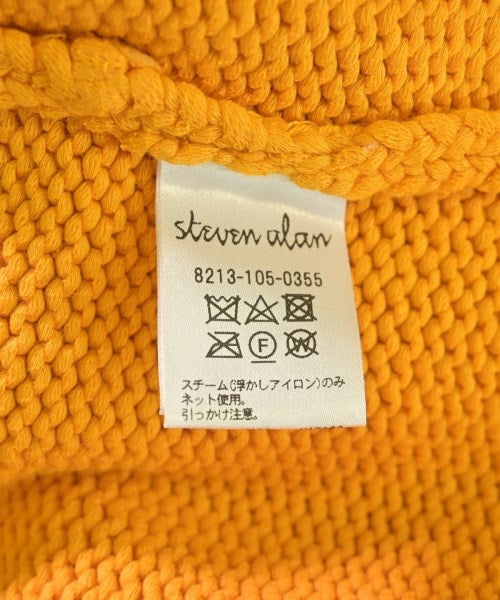 steven alan
8213-105-0355
F W
スチーム(浮かしアイロン)のみ
ネット使用。
引っかけ注意。